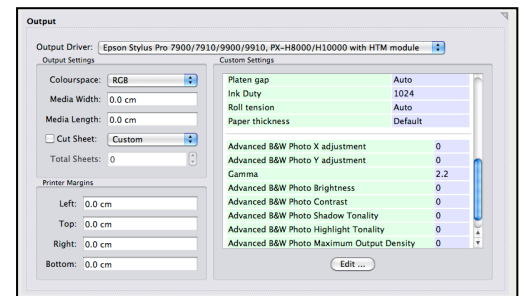 Output
Output Driver: Epson Stylus Pro 7900/7910/9900/9910, PX-H8000/H10000 with HTM module
Output Settings
Colourspace: RGB
Media Width: 0.0 cm
Media Length: 0.0 cm
Cut Sheet: Custom
Total Sheets: 0
Printer Margins
Left: 0.0 cm
Top: 0.0 cm
Right: 0.0 cm
Bottom: 0.0 cm
Custom Settings
Platen gap Auto
Ink Duty 1024
Roll tension Auto
Paper thickness Default
Advanced B&W Photo X adjustment 0
Advanced B&W Photo Y adjustment 0
Gamma 2.2
Advanced B&W Photo Brightness 0
Advanced B&W Photo Contrast 0
Advanced B&W Photo Shadow Tonality 0
Advanced B&W Photo Highlight Tonality 0
Advanced B&W Photo Maximum Output Density 0
Edit ...